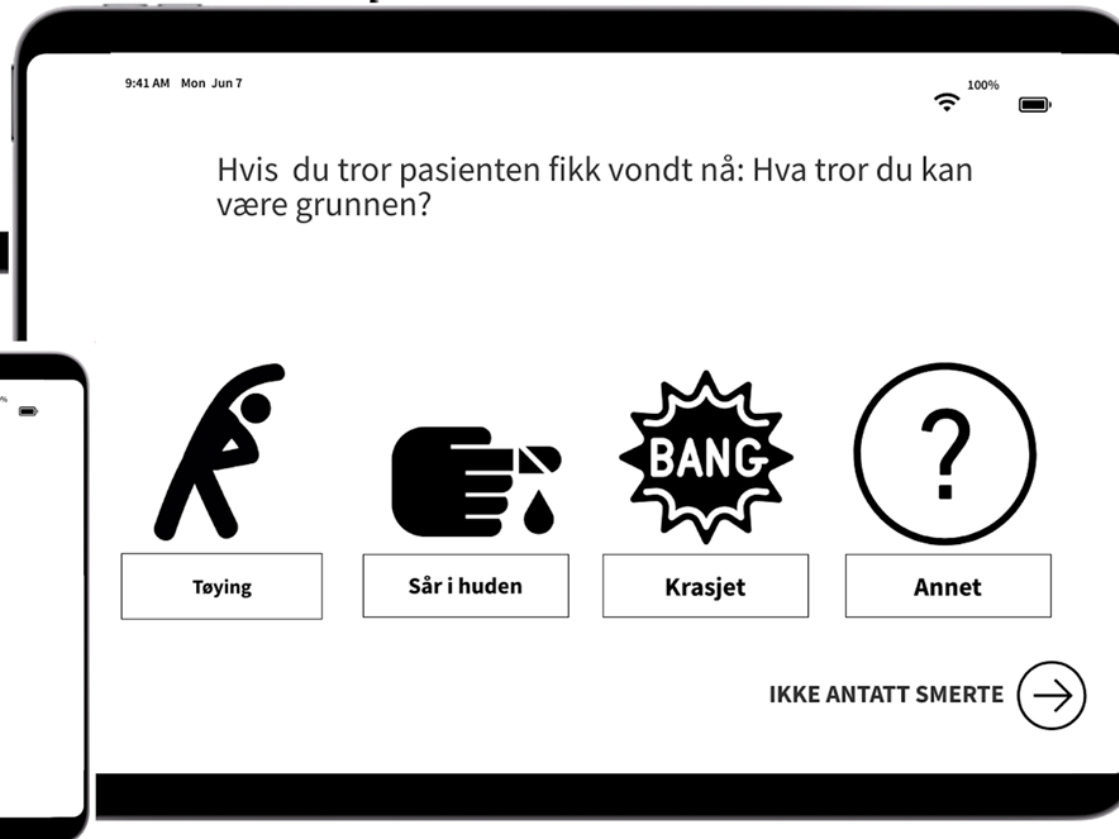 9:41 AM Mon Jun 7
100%
Hvis du tror pasienten fikk vondt nå: Hva tror du kan
være grunnen?
BANG
?
Tøying
Sår i huden
Krasjet
Annet
IKKE ANTATT SMERTE